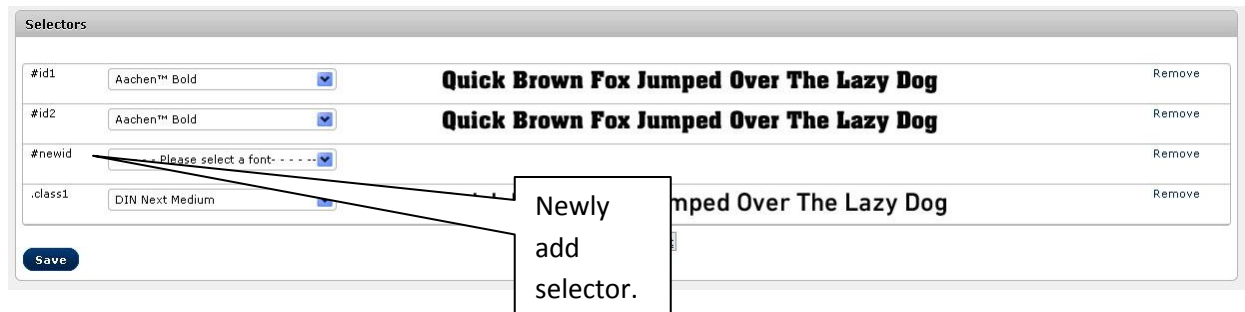 Selectors
#id1 Aachen™ Bold Quick Brown Fox Jumped Over The Lazy Dog Remove
#id2 Aachen™ Bold Quick Brown Fox Jumped Over The Lazy Dog Remove
#newid - - Please select a font- - - - -- Remove
.class1 DIN Next Medium mped Over The Lazy Dog Remove
Save
Newly
add
selector.